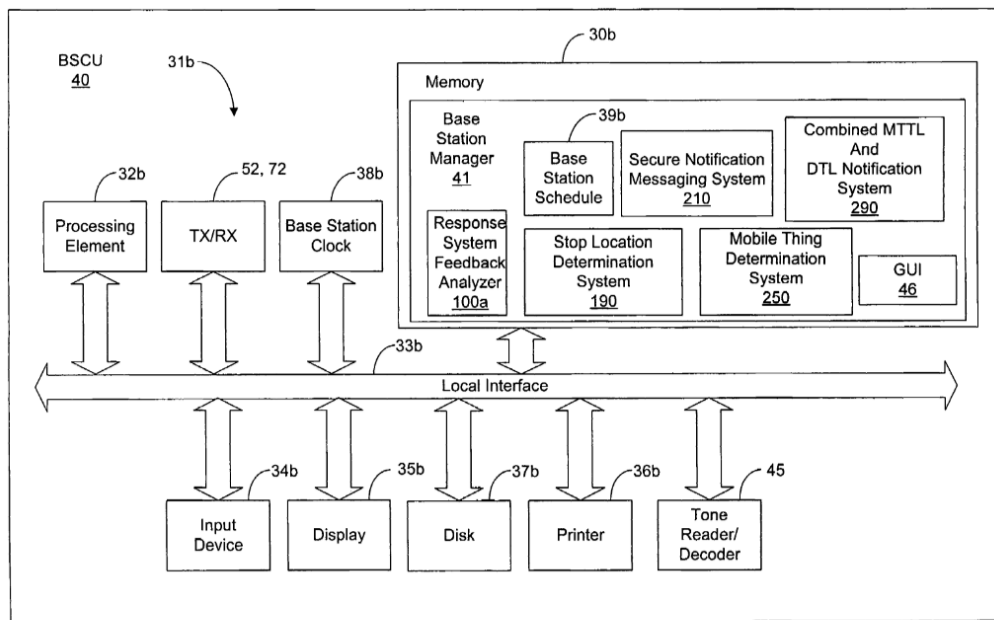 BSCU
40
31b
30b
Memory
Base
Station
Manager
41
39b
Base
Station
Schedule
Secure Notification
Messaging System
210
Combined MTTL
And
DTL Notification
System
290
Response
System
Feedback
Analyzer
100a
Stop Location
Determination
System
190
Mobile Thing
Determination
System
250
GUI
46
32b
Processing
Element
52, 72
TX/RX
38b
Base Station
Clock
33b
Local Interface
34b
Input
Device
35b
Display
37b
Disk
36b
Printer
45
Tone
Reader/
Decoder